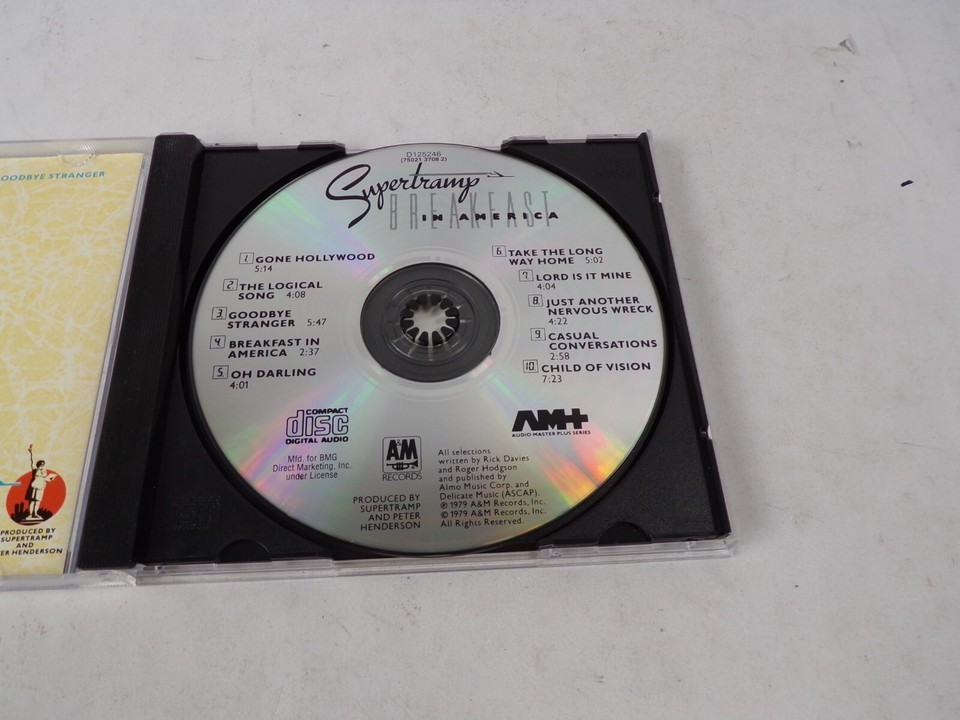 OODBYE STRANGER
PRODUCED BY
SUPERTRAMP
AND
ER HENDERSON
D125246
(75021 3708 2)
Supertramp
BREAKFAST
IN AMERICA
1 GONE HOLLYWOOD
5:14
2. THE LOGICAL
SONG 4:08
3. GOODBYE
STRANGER 5:47
4 BREAKFAST IN
AMERICA 2:37
5. OH DARLING
4:01
6. TAKE THE LONG
WAY HOME 5:02
7. LORD IS IT MINE
4:04
8. JUST ANOTHER
NERVOUS WRECK
4:22
9. CASUAL
CONVERSATIONS
2:58
10. CHILD OF VISION
7:23
COMPACT
disc
DIGITAL AUDIO
Mfd. for BMG
Direct Marketing, Inc.
under License
A&M
RECORDS
PRODUCED BY
SUPERTRAMP
AND PETER
HENDERSON
AM+
AUDIO MASTER PLUS SERIES
All selections
written by Rick Davies
and Roger Hodgson
and published by
Almo Music Corp. and
Delicate Music (ASCAP).
℗ 1979 A&M Records, Inc.
© 1979 A&M Records, Inc.
All Rights Reserved.